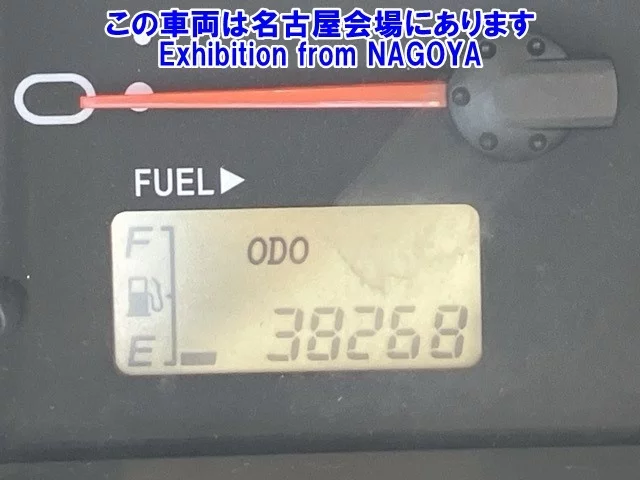 この車両は名古屋会場にあります
Exhibition from NAGOYA
0
FUEL▶
F
ODO
E 38268